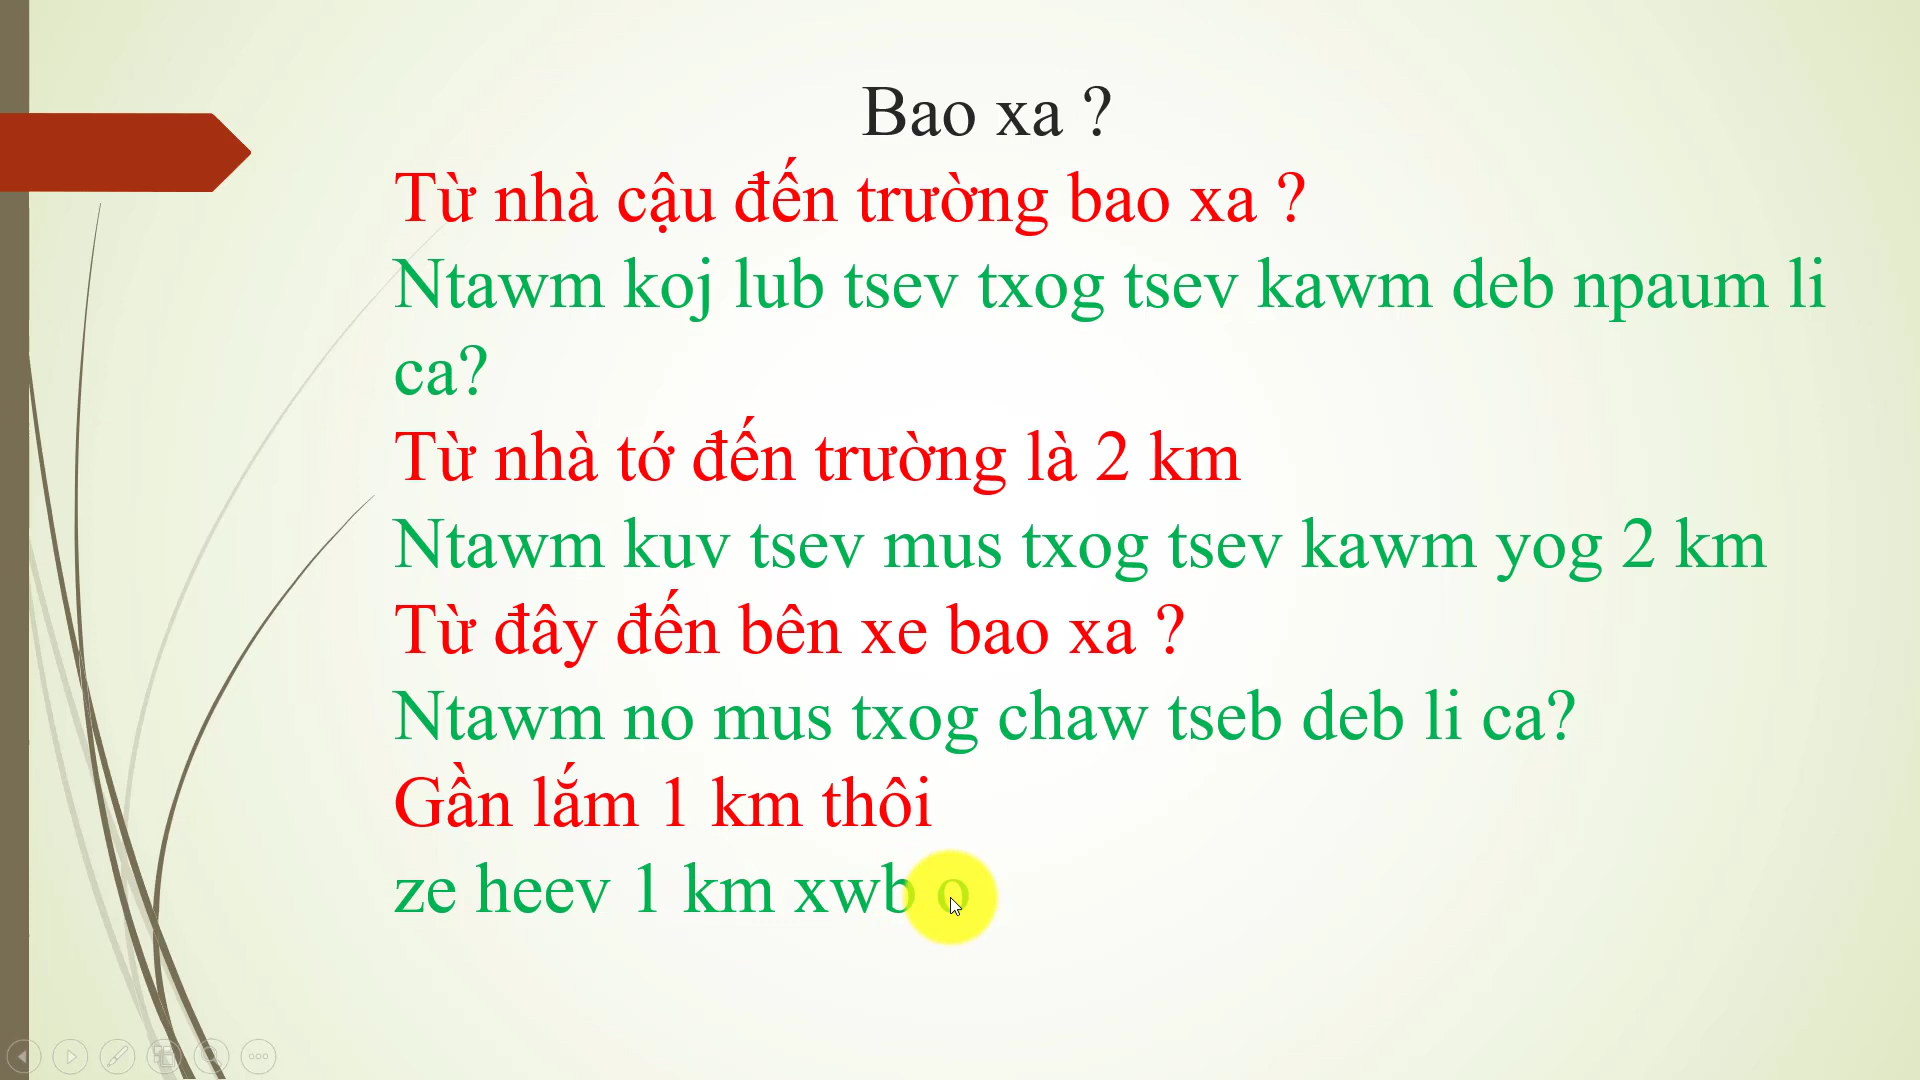 Bao xa ?
Từ nhà cậu đến trường bao xa ?
Ntawm koj lub tsev txog tsev kawm deb npaum li
ca?
Từ nhà tớ đến trường là 2 km
Ntawm kuv tsev mus txog tsev kawm yog 2 km
Từ đây đến bên xe bao xa ?
Ntawm no mus txog chaw tseb deb li ca?
Gần lắm 1 km thôi
ze heev 1 km xwb o